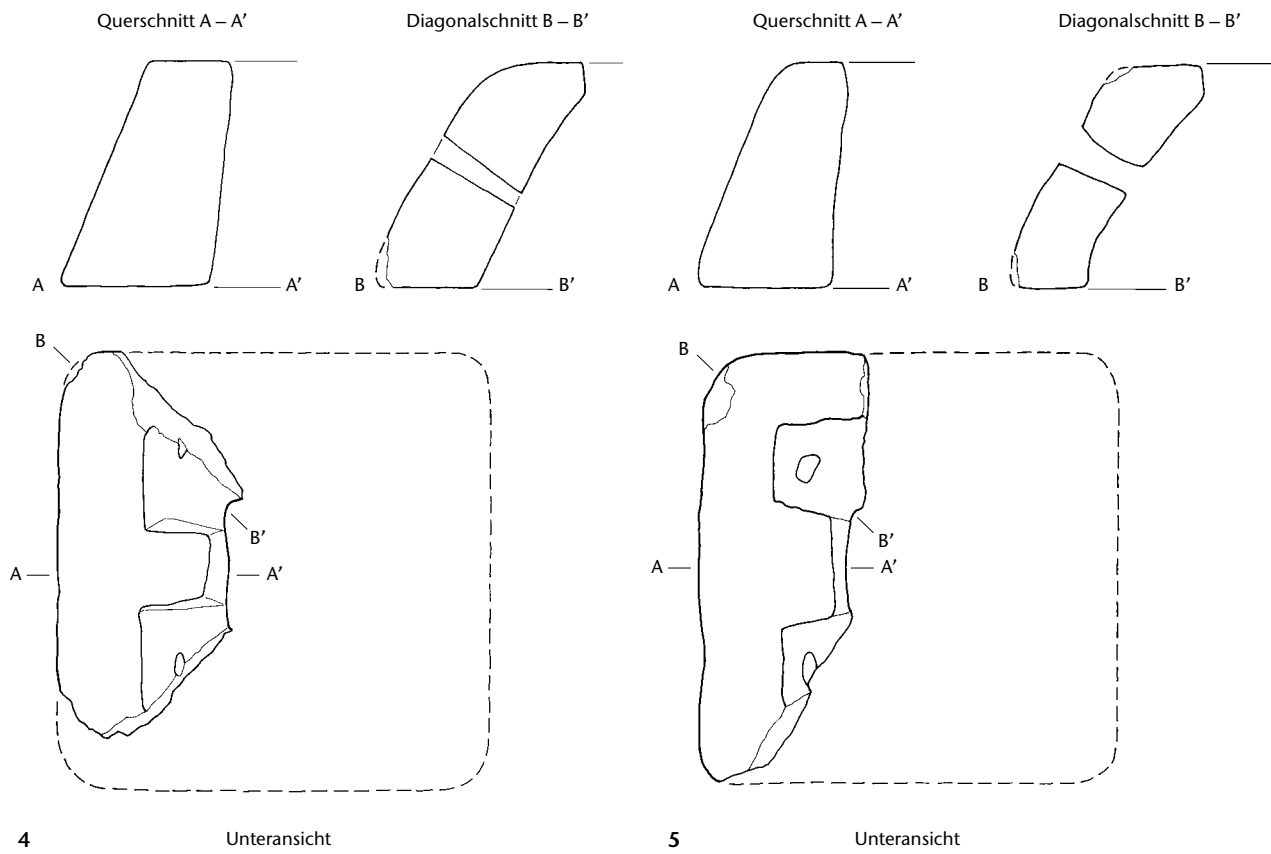 Querschnitt A – A’ Diagonalschnitt B – B’ Querschnitt A – A’ Diagonalschnitt B – B’
A A’ B B’ A A’ B B’
B B
B’ B’
A A’ A A’
4 Unteransicht 5 Unteransicht